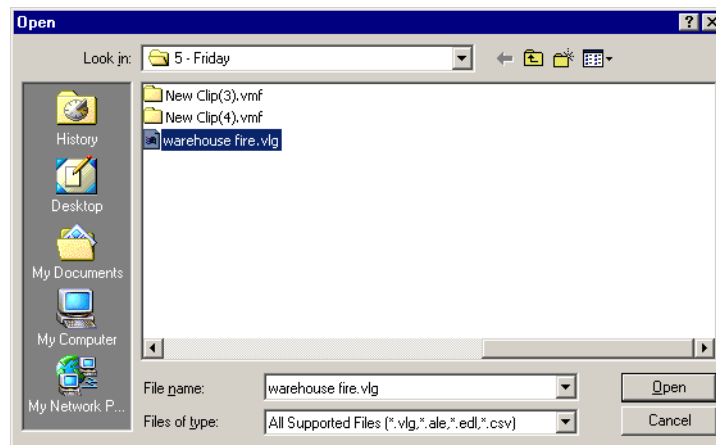 Open
Look in:
5 - Friday
New Clip(3).vmf
New Clip(4).vmf
warehouse fire.vlg
History
Desktop
My Documents
My Computer
My Network P...
File name:
warehouse fire.vlg
Open
Files of type:
All Supported Files (*.vlg,*.ale,*.edl,*.csv)
Cancel